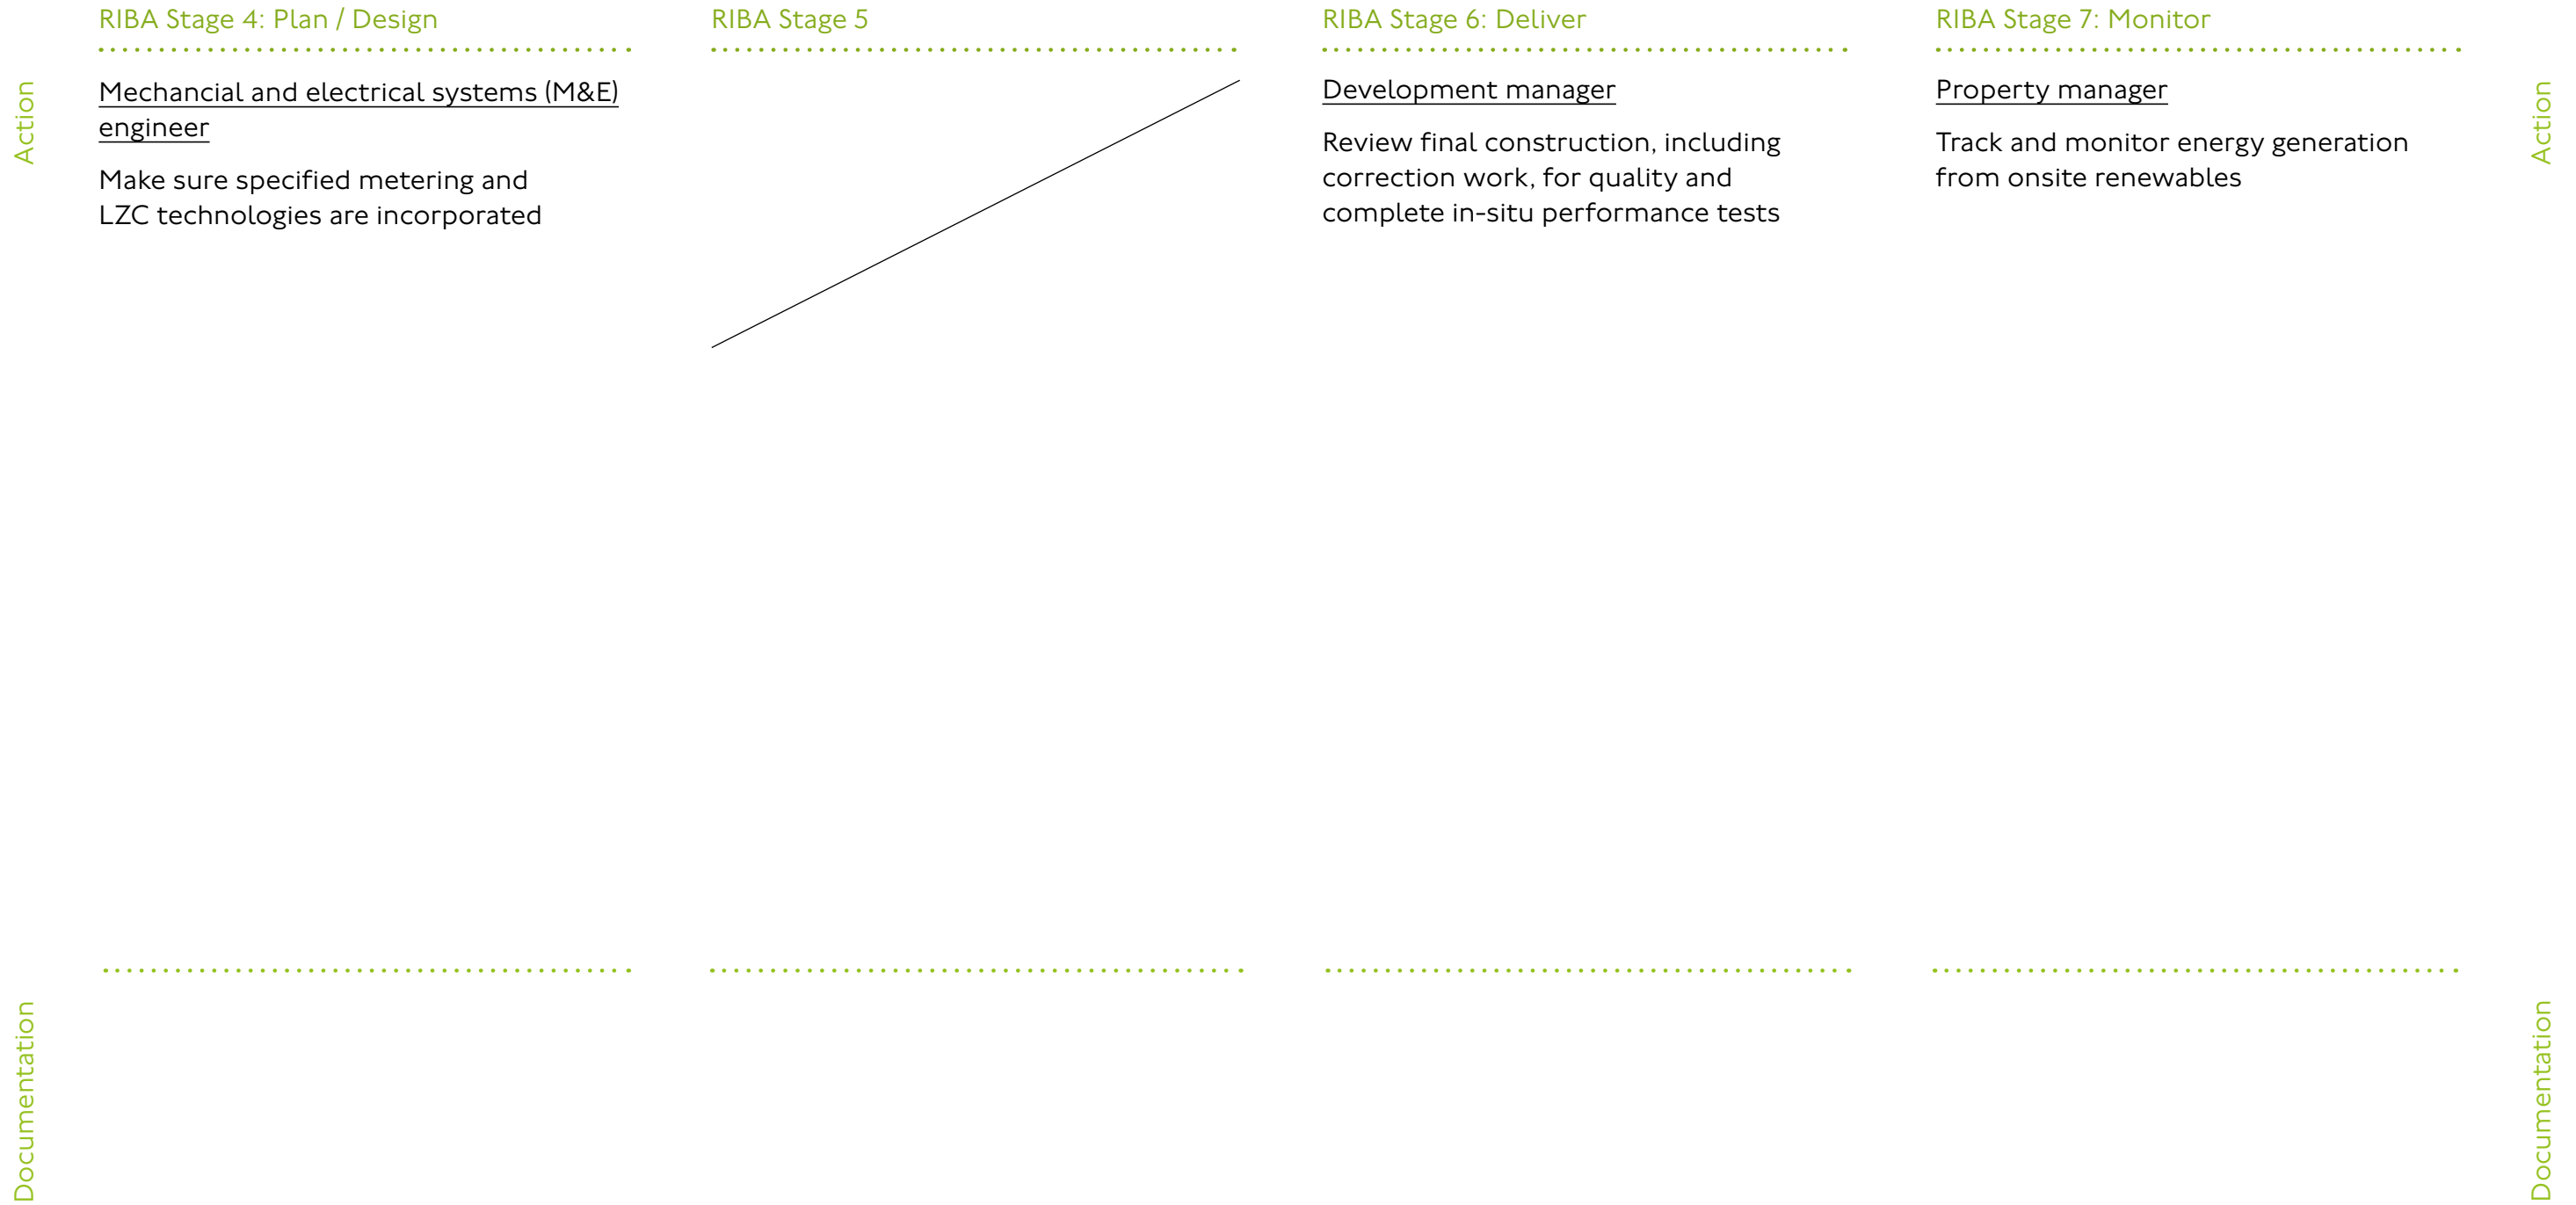 RIBA Stage 4: Plan / Design
Action
Mechancial and electrical systems (M&E)
engineer
Make sure specified metering and
LZC technologies are incorporated
RIBA Stage 5
RIBA Stage 6: Deliver
Development manager
Review final construction, including
correction work, for quality and
complete in-situ performance tests
RIBA Stage 7: Monitor
Property manager
Track and monitor energy generation
from onsite renewables
Action
Documentation
Documentation